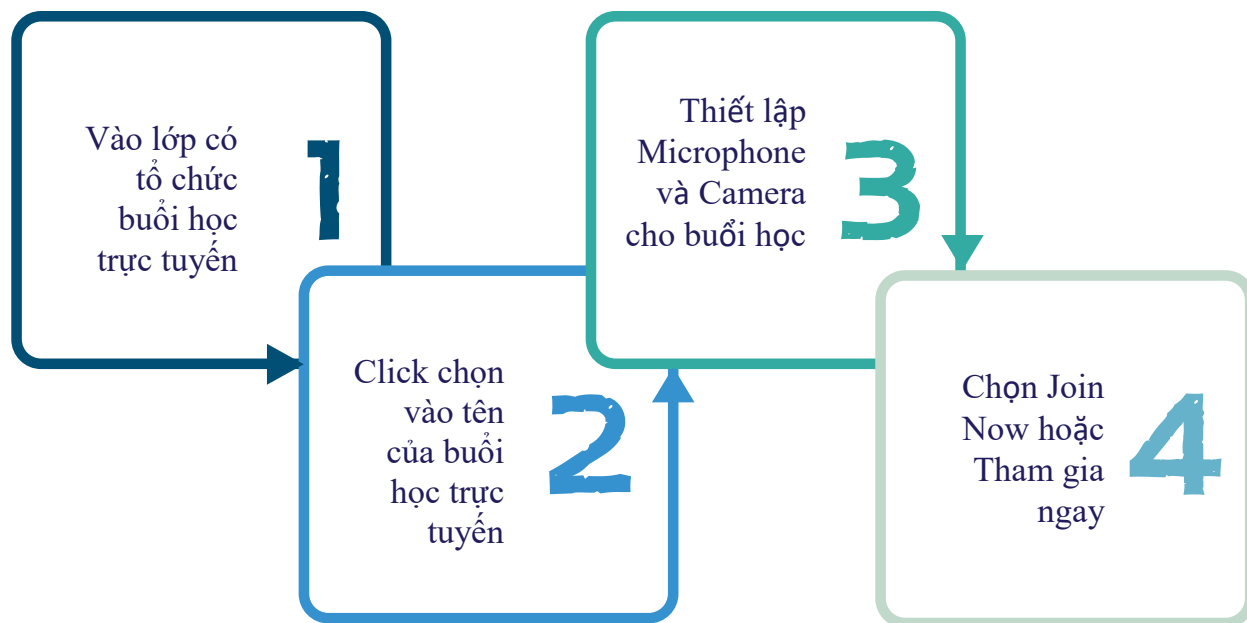 Vào lớp có
tổ chức
buổi học
trực tuyến
1
Click chọn
vào tên
của buổi
học trực
tuyến
2
Thiết lập
Microphone
và Camera
cho buổi học
3
Chọn Join
Now hoặc
Tham gia
ngay
4